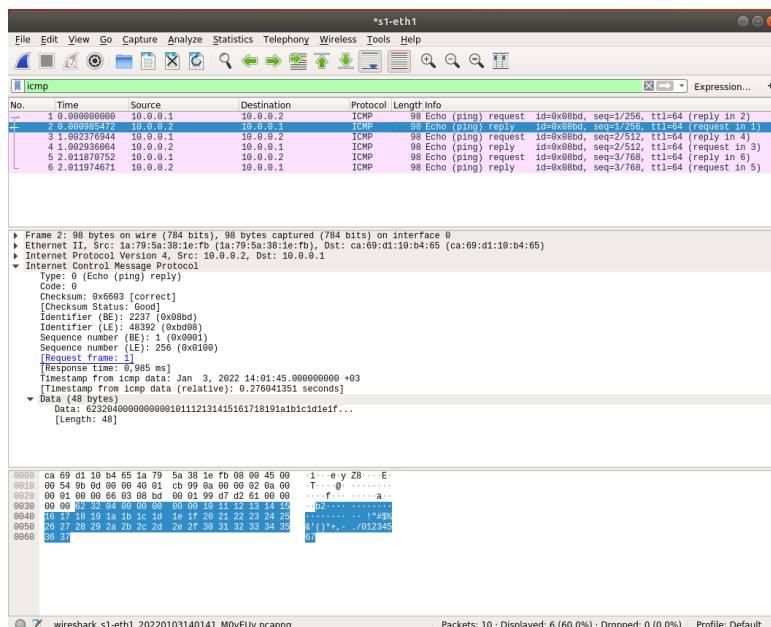 *s1-eth1
File Edit View Go Capture Analyze Statistics Telephony Wireless Tools Help
icmp Expression... +
No. Time Source Destination Protocol Length Info
1 0.000000000 10.0.0.1 10.0.0.2 ICMP 98 Echo (ping) request id=0x08bd, seq=1/256, ttl=64 (reply in 2)
2 0.000985472 10.0.0.2 10.0.0.1 ICMP 98 Echo (ping) reply id=0x08bd, seq=1/256, ttl=64 (request in 1)
3 1.002376944 10.0.0.1 10.0.0.2 ICMP 98 Echo (ping) request id=0x08bd, seq=2/512, ttl=64 (reply in 4)
4 1.002936064 10.0.0.2 10.0.0.1 ICMP 98 Echo (ping) reply id=0x08bd, seq=2/512, ttl=64 (request in 3)
5 2.011870752 10.0.0.1 10.0.0.2 ICMP 98 Echo (ping) request id=0x08bd, seq=3/768, ttl=64 (reply in 6)
6 2.011974671 10.0.0.2 10.0.0.1 ICMP 98 Echo (ping) reply id=0x08bd, seq=3/768, ttl=64 (request in 5)
Frame 2: 98 bytes on wire (784 bits), 98 bytes captured (784 bits) on interface 0
Ethernet II, Src: 1a:79:5a:38:1e:fb (1a:79:5a:38:1e:fb), Dst: ca:69:d1:10:b4:65 (ca:69:d1:10:b4:65)
Internet Protocol Version 4, Src: 10.0.0.2, Dst: 10.0.0.1
Internet Control Message Protocol
Type: 0 (Echo (ping) reply)
Code: 0
Checksum: 0x6603 [correct]
[Checksum Status: Good]
Identifier (BE): 2237 (0x08bd)
Identifier (LE): 48392 (0xbd08)
Sequence number (BE): 1 (0x0001)
Sequence number (LE): 256 (0x0100)
[Request frame: 1]
[Response time: 0,985 ms]
Timestamp from icmp data: Jan 3, 2022 14:01:45.000000000 +03
[Timestamp from icmp data (relative): 0.276041351 seconds]
Data (48 bytes)
Data: 623204000000000010111213141516171819​1a1b1c1d1e1f...
[Length: 48]
0000 ca 69 d1 10 b4 65 1a 79 5a 38 1e fb 08 00 45 00 ·i···e·y Z8····E·
0010 00 54 9b 0d 00 00 40 01 cb 99 0a 00 00 02 0a 00 ·T····@· ········
0020 00 01 00 00 66 03 08 bd 00 01 99 d7 d2 61 00 00 ····f··· ·····a··
0030 00 00 62 32 04 00 00 00 00 00 10 11 12 13 14 15 ··b2···· ········
0040 16 17 18 19 1a 1b 1c 1d 1e 1f 20 21 22 23 24 25 ········ ·· !"#$%
0050 26 27 28 29 2a 2b 2c 2d 2e 2f 30 31 32 33 34 35 &'()*+,- ./012345
0060 36 37 67
wireshark_s1-eth1_20220103140141_M0vEUv.pcapng Packets: 10 · Displayed: 6 (60.0%) · Dropped: 0 (0.0%) Profile: Default